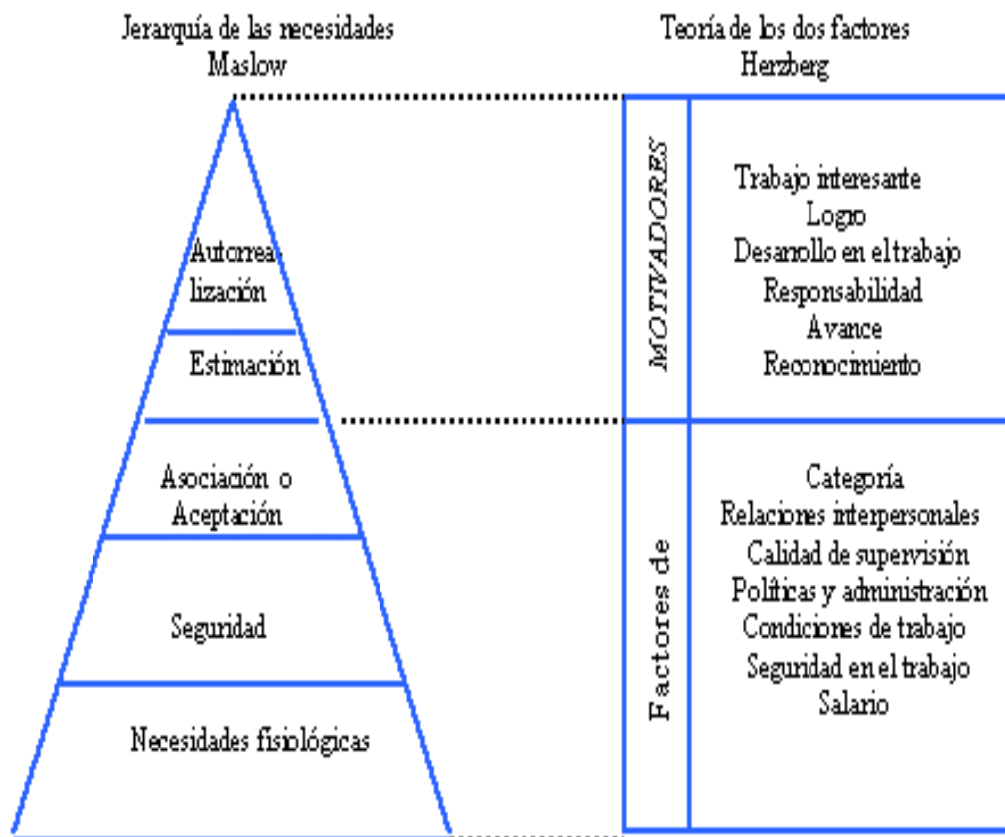 Jerarquía de las necesidades
Maslow
Autorrea-
lización
Estimación
Asociación o
Aceptación
Seguridad
Necesidades fisiológicas
Teoría de los dos factores
Herzberg
MOTIVADORES
Trabajo interesante
Logro
Desarrollo en el trabajo
Responsabilidad
Avance
Reconocimiento
Factores de
Categoría
Relaciones interpersonales
Calidad de supervisión
Políticas y administración
Condiciones de trabajo
Seguridad en el trabajo
Salario